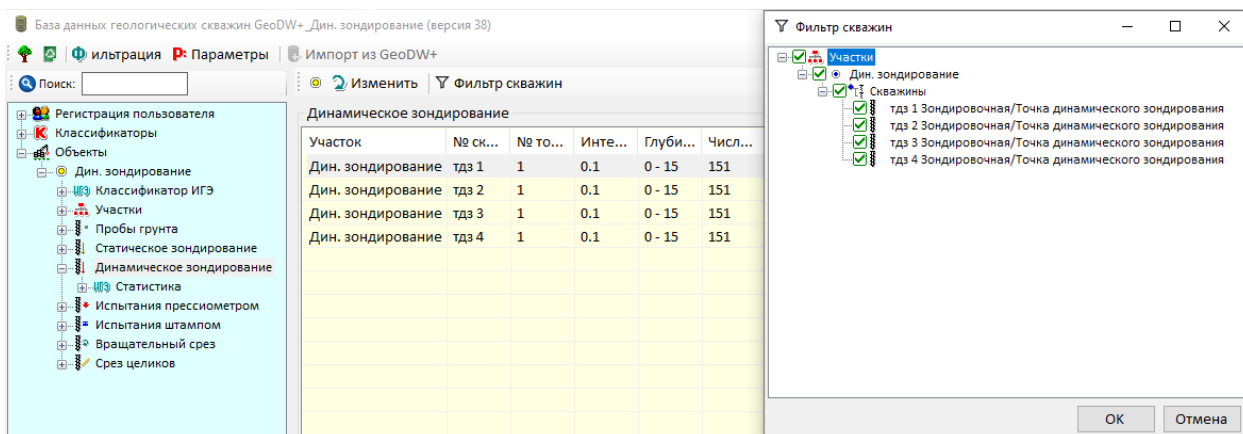 База данных геологических скважин GeoDW+_Дин. зондирование (версия 38)
Фильтрация Параметры Импорт из GeoDW+
Поиск: Изменить Фильтр скважин
Регистрация пользователя
Классификаторы
Объекты
Дин. зондирование
ИГЭ Классификатор ИГЭ
Участки
Пробы грунта
Статическое зондирование
Динамическое зондирование
ИГЭ Статистика
Испытания прессиометром
Испытания штампом
Вращательный срез
Срез целиков
Динамическое зондирование
Участок № ск... № то... Инте... Глуби... Числ...
Дин. зондирование тдз 1 1 0.1 0 - 15 151
Дин. зондирование тдз 2 1 0.1 0 - 15 151
Дин. зондирование тдз 3 1 0.1 0 - 15 151
Дин. зондирование тдз 4 1 0.1 0 - 15 151
Фильтр скважин
Участки
Дин. зондирование
Скважины
тдз 1 Зондировочная/Точка динамического зондирования
тдз 2 Зондировочная/Точка динамического зондирования
тдз 3 Зондировочная/Точка динамического зондирования
тдз 4 Зондировочная/Точка динамического зондирования
OK Отмена